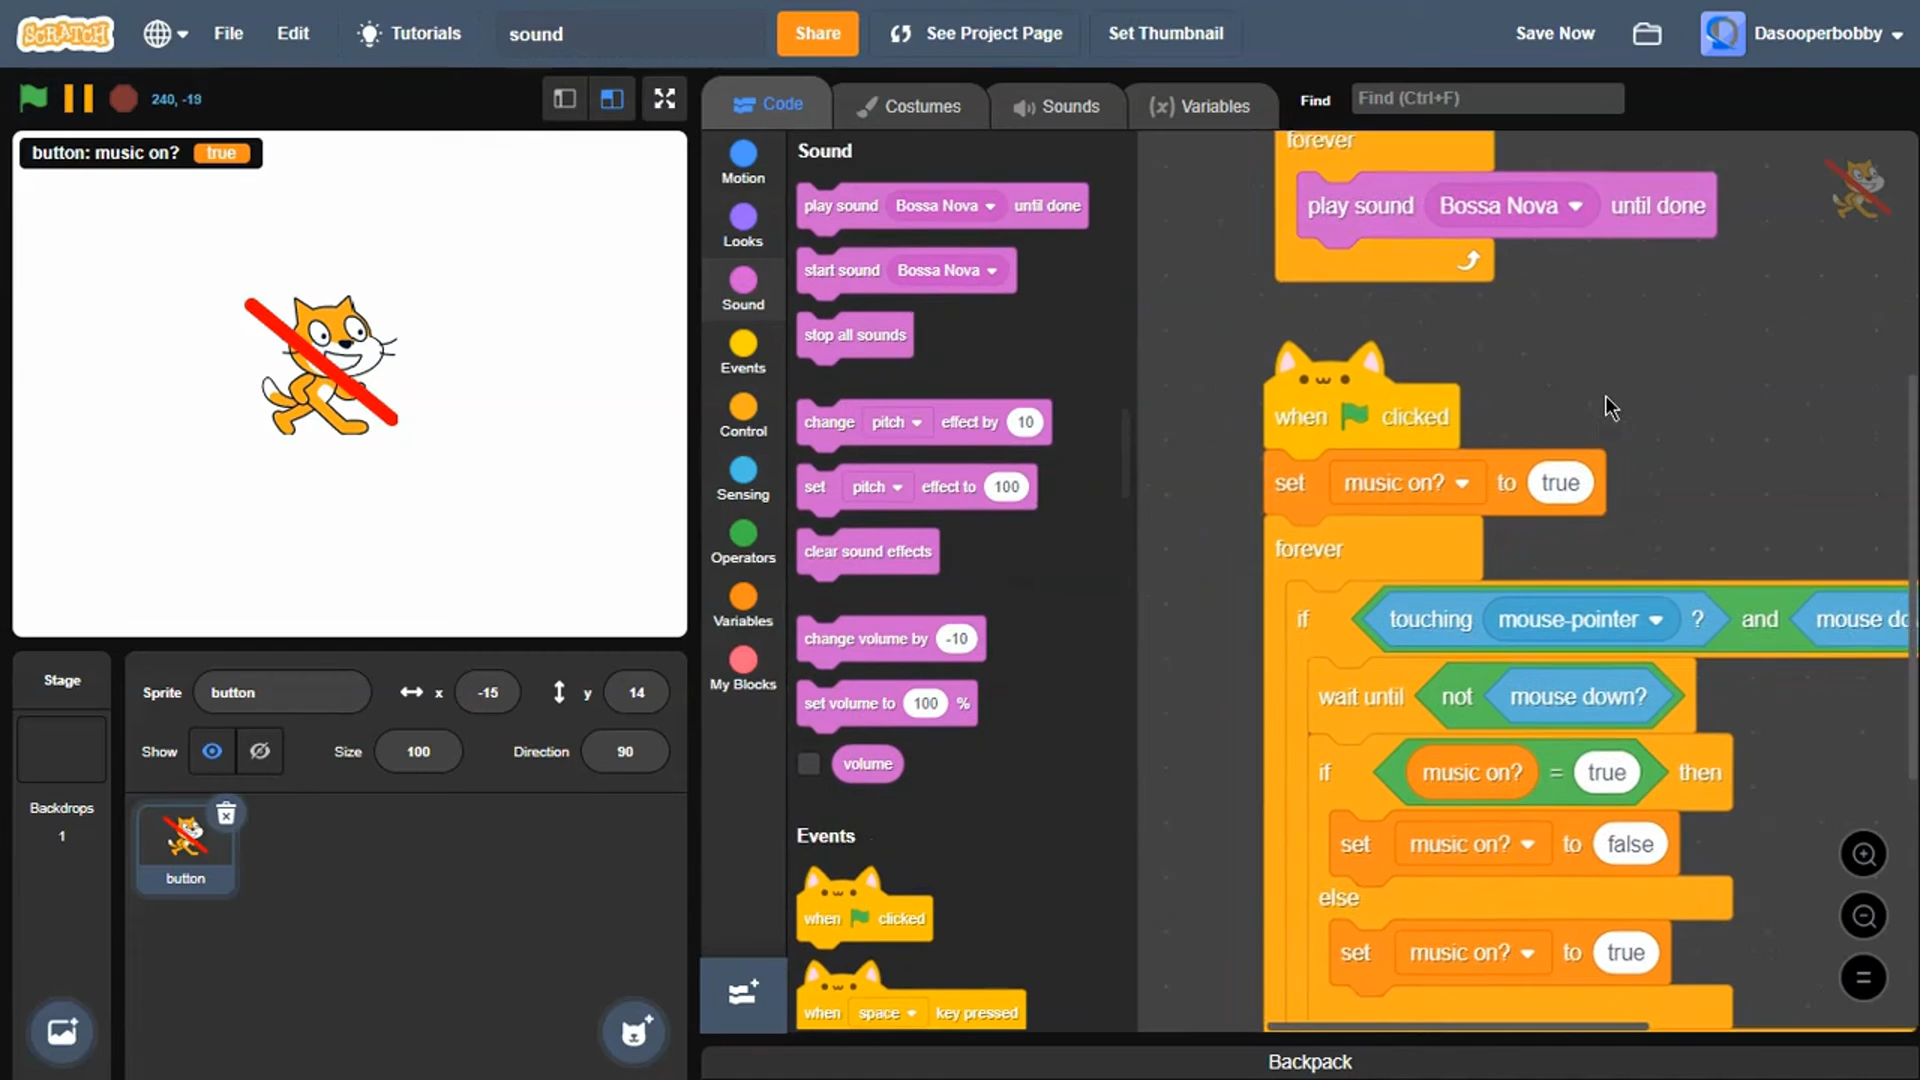 SCRATCH
File
Edit
Tutorials
sound
Share
See Project Page
Set Thumbnail
Save Now
Dasooperbobby
240, -19
Code
Costumes
Sounds
(x) Variables
Find
Find (Ctrl+F)
button: music on? true
Motion
Looks
Sound
Events
Control
Sensing
Operators
Variables
My Blocks
Sound
play sound Bossa Nova until done
start sound Bossa Nova
stop all sounds
change pitch effect by 10
set pitch effect to 100
clear sound effects
change volume by -10
set volume to 100 %
volume
Events
when clicked
when space key pressed
forever
play sound Bossa Nova until done
when clicked
set music on? to true
forever
if touching mouse-pointer ? and mouse do
wait until not mouse down?
if music on? = true then
set music on? to false
else
set music on? to true
Sprite button x -15 y 14
Show Size 100 Direction 90
button
Stage
Backdrops
1
Backpack